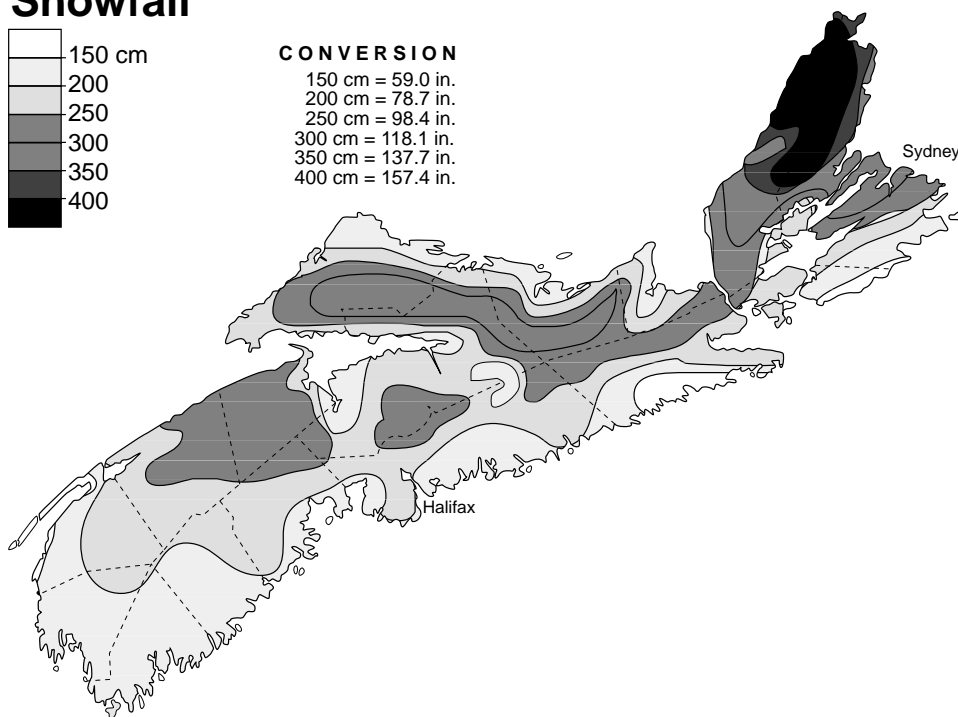 Snowfall
150 cm
200
250
300
350
400
CONVERSION
150 cm = 59.0 in.
200 cm = 78.7 in.
250 cm = 98.4 in.
300 cm = 118.1 in.
350 cm = 137.7 in.
400 cm = 157.4 in.
Sydney
Halifax